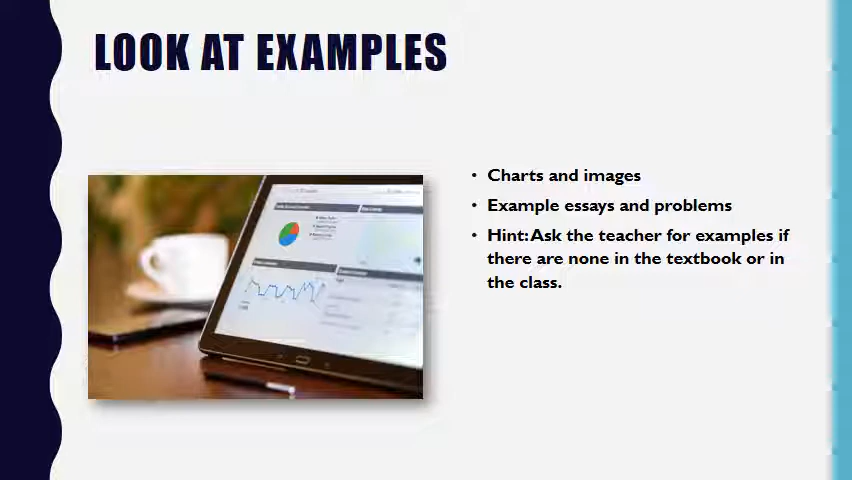 LOOK AT EXAMPLES
• Charts and images
• Example essays and problems
• Hint: Ask the teacher for examples if
there are none in the textbook or in
the class.